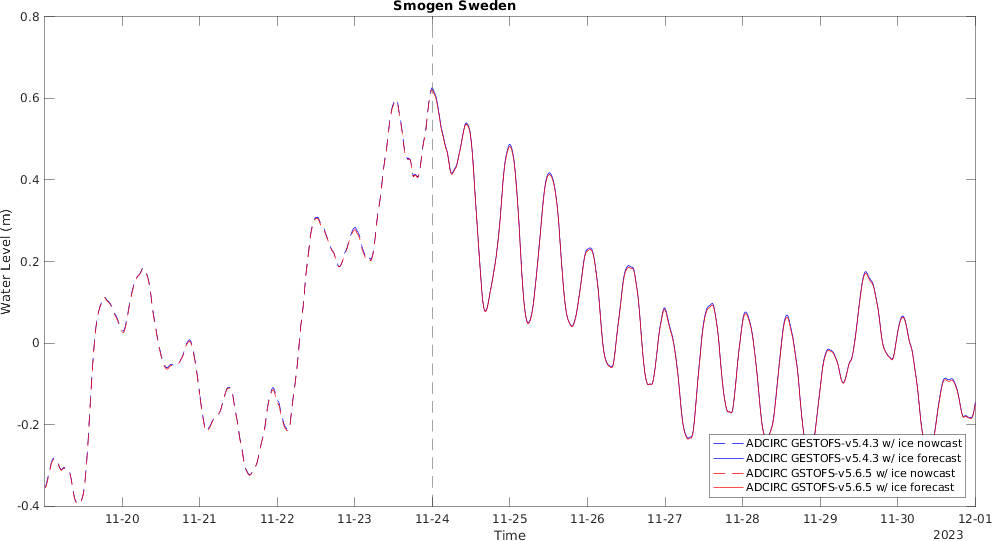 Smogen Sweden
0.8
0.6
0.4
0.2
0
-0.2
-0.4
Water Level (m)
11-20
11-21
11-22
11-23
11-24
11-25
11-26
11-27
11-28
11-29
11-30
12-01
Time
2023
ADCIRC GESTOFS-v5.4.3 w/ ice nowcast
ADCIRC GESTOFS-v5.4.3 w/ ice forecast
ADCIRC GSTOFS-v5.6.5 w/ ice nowcast
ADCIRC GSTOFS-v5.6.5 w/ ice forecast